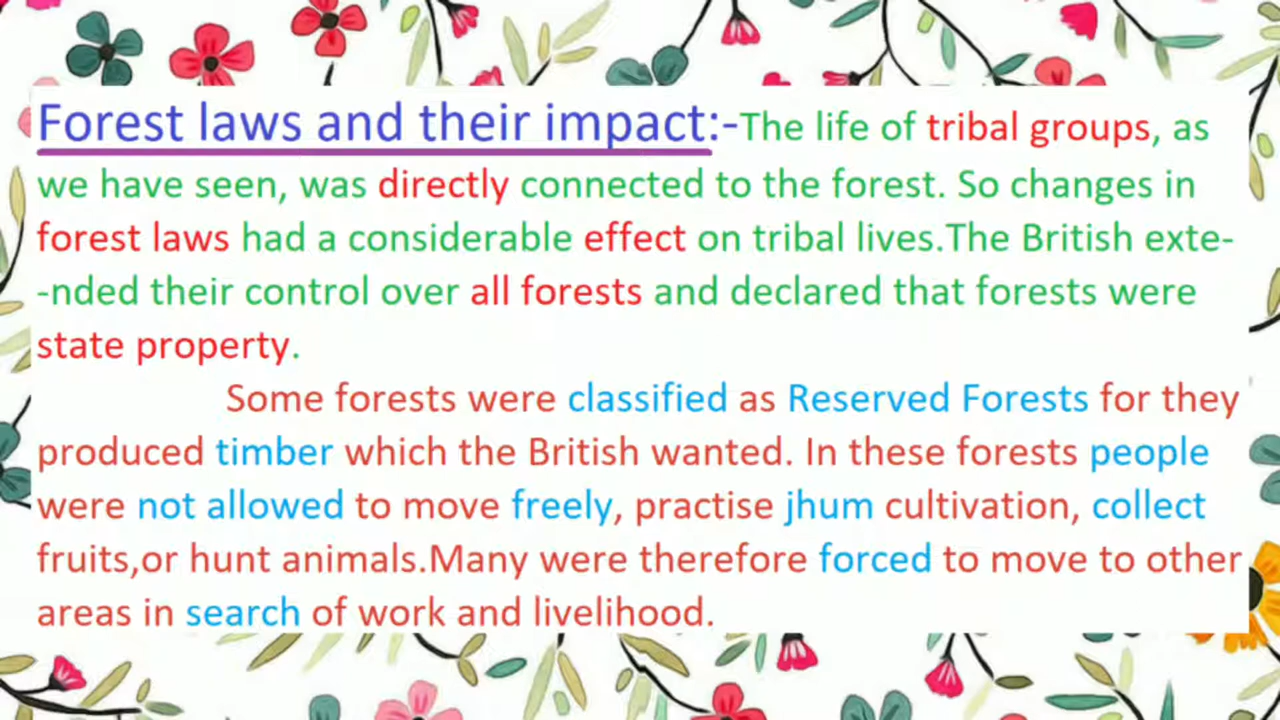 Forest laws and their impact:-The life of tribal groups, as
we have seen, was directly connected to the forest. So changes in
forest laws had a considerable effect on tribal lives.The British exte-
-nded their control over all forests and declared that forests were
state property.
Some forests were classified as Reserved Forests for they
produced timber which the British wanted. In these forests people
were not allowed to move freely, practise jhum cultivation, collect
fruits,or hunt animals.Many were therefore forced to move to other
areas in search of work and livelihood.